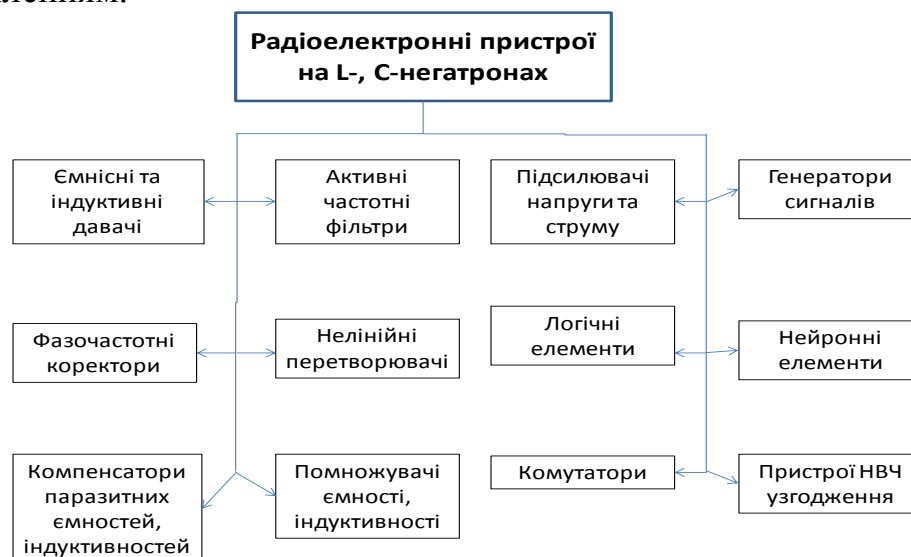 Радіоелектронні пристрої
на L-, С-негатронах
Ємнісні та
індуктивні
давачі
Активні
частотні
фільтри
Підсилювачі
напруги та
струму
Генератори
сигналів
Фазочастотні
коректори
Нелінійні
перетворювачі
Логічні
елементи
Нейронні
елементи
Компенсатори
паразитних
ємностей,
індуктивностей
Помножувачі
ємності,
індуктивності
Комутатори
Пристрої НВЧ
узгодження